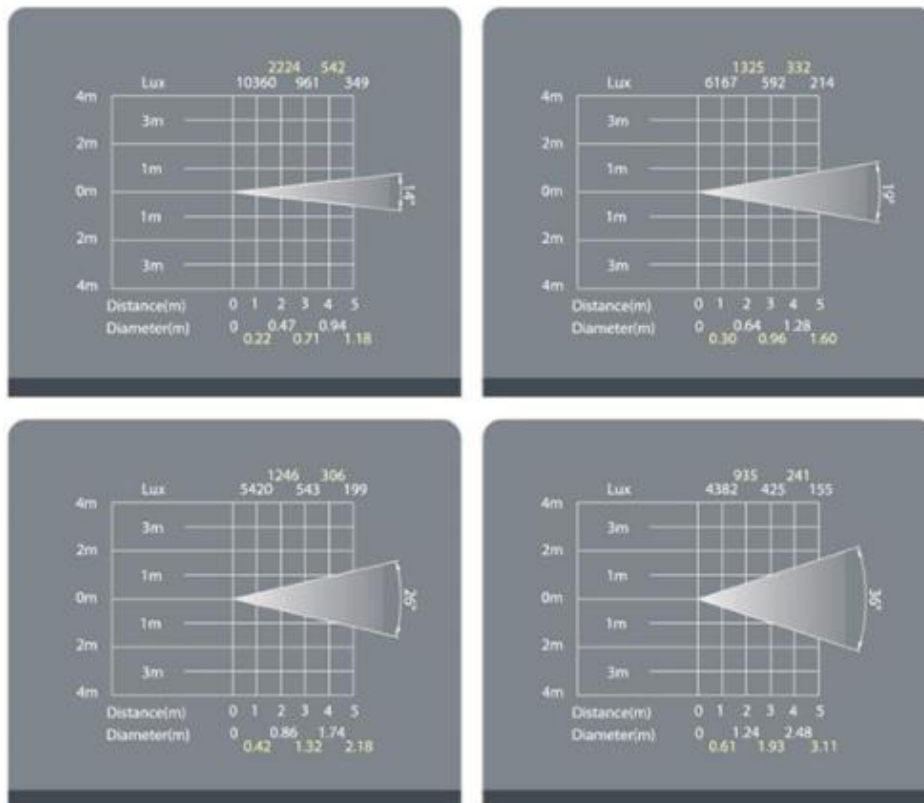 2224 542
Lux 10360 961 349
4m
3m
2m
1m
0m
14°
1m
2m
3m
4m
Distance(m) 0 1 2 3 4 5
Diameter(m) 0 0.47 0.94
0.22 0.71 1.18
1325 332
Lux 6167 592 214
4m
3m
2m
1m
0m
19°
1m
2m
3m
4m
Distance(m) 0 1 2 3 4 5
Diameter(m) 0 0.64 1.28
0.30 0.96 1.60
1246 306
Lux 5420 543 199
4m
3m
2m
1m
0m
26°
1m
2m
3m
4m
Distance(m) 0 1 2 3 4 5
Diameter(m) 0 0.86 1.74
0.42 1.32 2.18
935 241
Lux 4382 425 155
4m
3m
2m
1m
0m
36°
1m
2m
3m
4m
Distance(m) 0 1 2 3 4 5
Diameter(m) 0 1.24 2.48
0.61 1.93 3.11